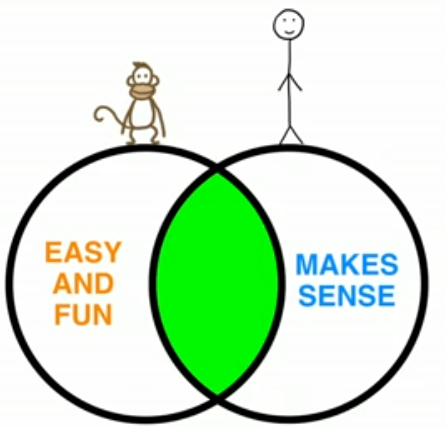 EASY
AND
FUN
MAKES
SENSE